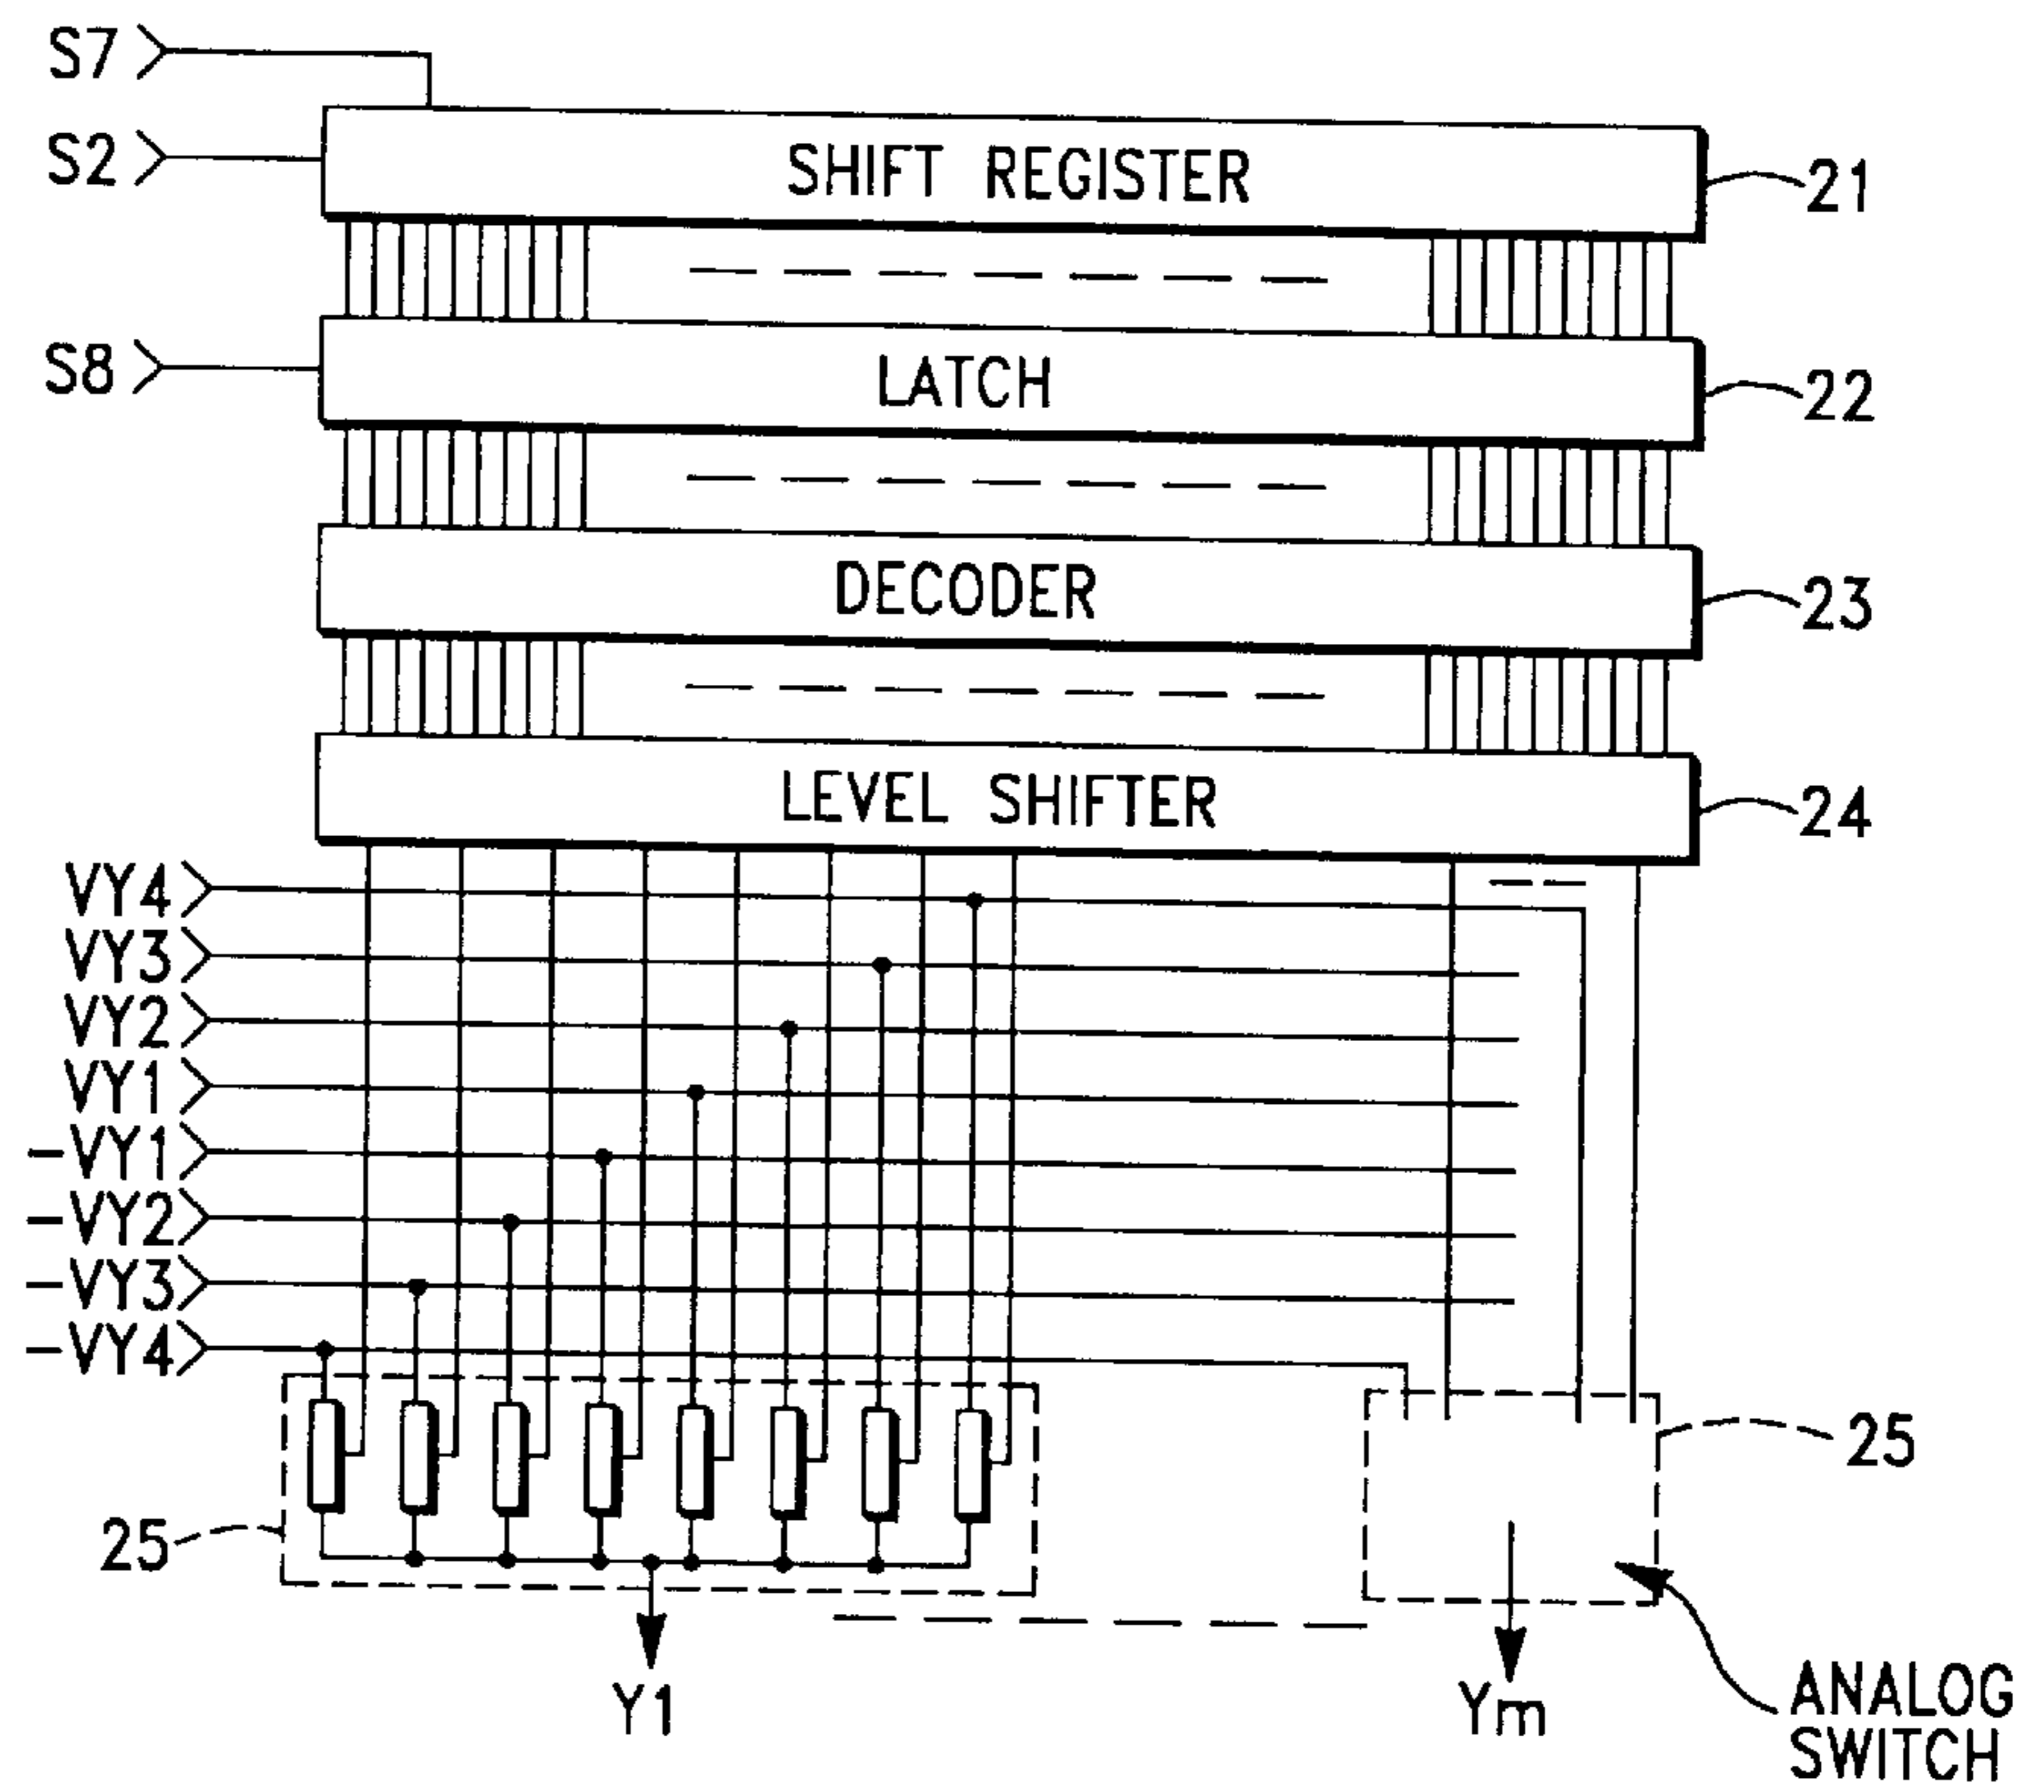 S7
S2
SHIFT REGISTER
21
S8
LATCH
22
DECODER
23
LEVEL SHIFTER
24
VY4
VY3
VY2
VY1
-VY1
-VY2
-VY3
-VY4
25
25
Y1
Ym
ANALOG
SWITCH